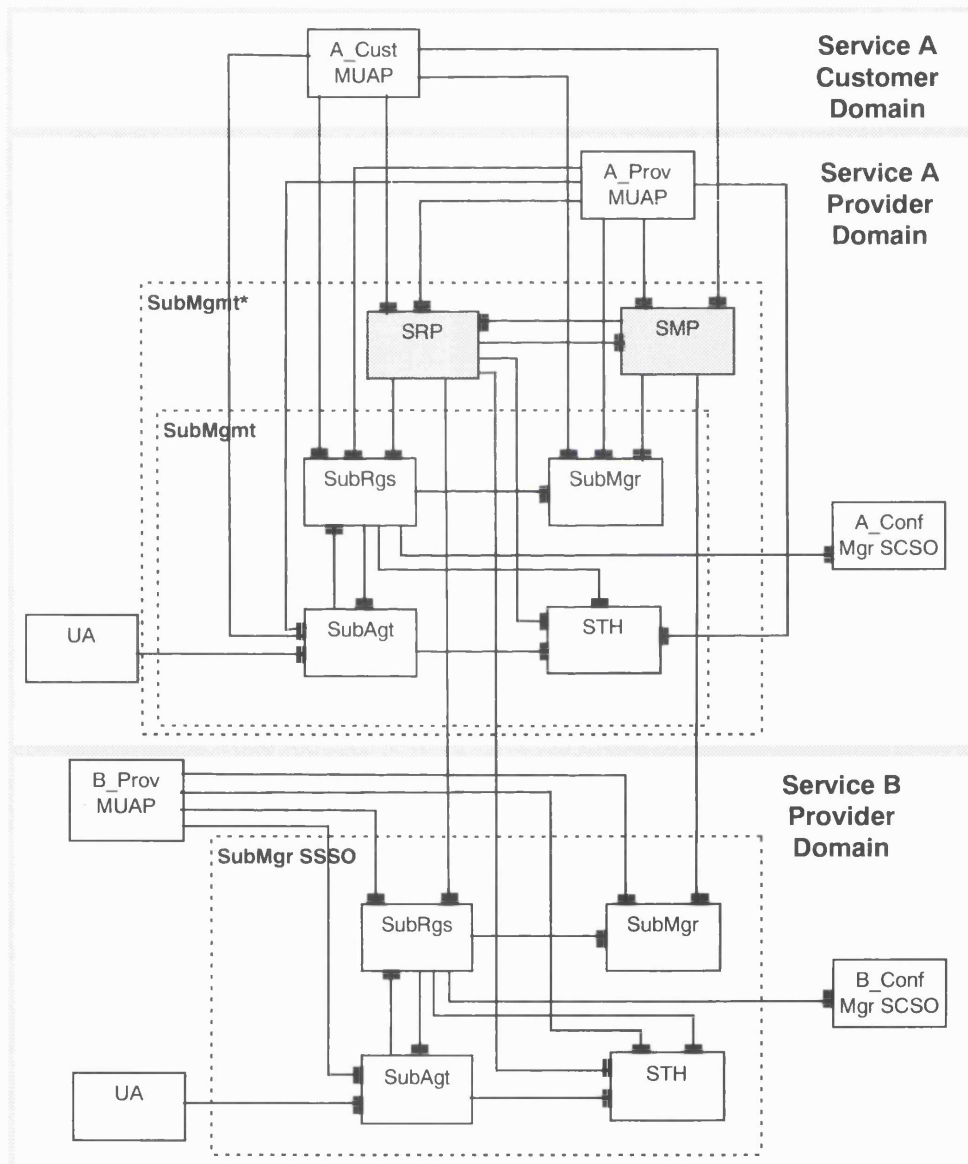 A_Cust
MUAP
Service A
Customer
Domain
A_Prov
MUAP
Service A
Provider
Domain
SubMgmt*
SRP
SMP
SubMgmt
SubRgs
SubMgr
A_Conf
Mgr SCSO
UA
SubAgt
STH
B_Prov
MUAP
Service B
Provider
Domain
SubMgr SSSO
SubRgs
SubMgr
B_Conf
Mgr SCSO
UA
SubAgt
STH